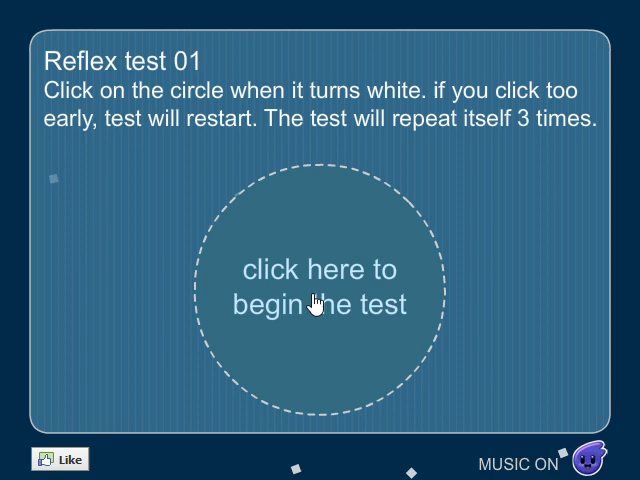 Reflex test 01
Click on the circle when it turns white. if you click too
early, test will restart. The test will repeat itself 3 times.
click here to
begin the test
Like
MUSIC ON